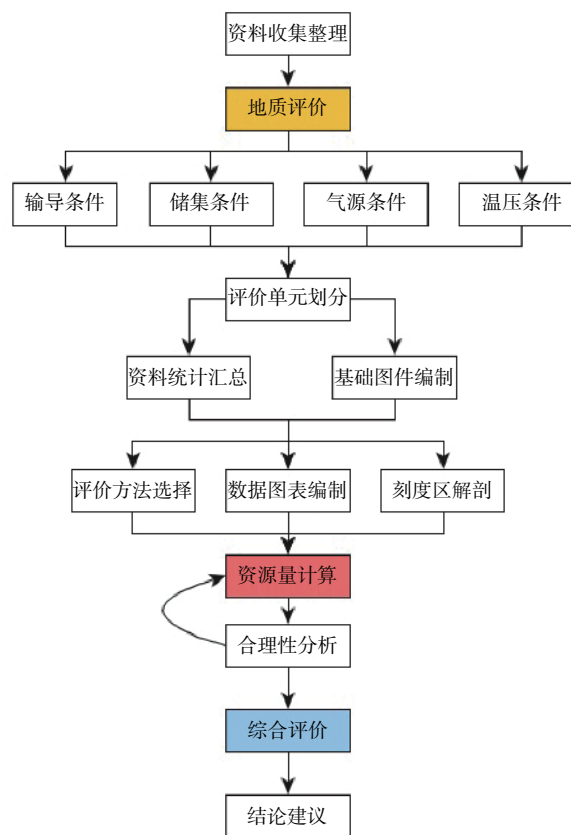 资料收集整理
地质评价
输导条件
储集条件
气源条件
温压条件
评价单元划分
资料统计汇总
基础图件编制
评价方法选择
数据图表编制
刻度区解剖
资源量计算
合理性分析
综合评价
结论建议